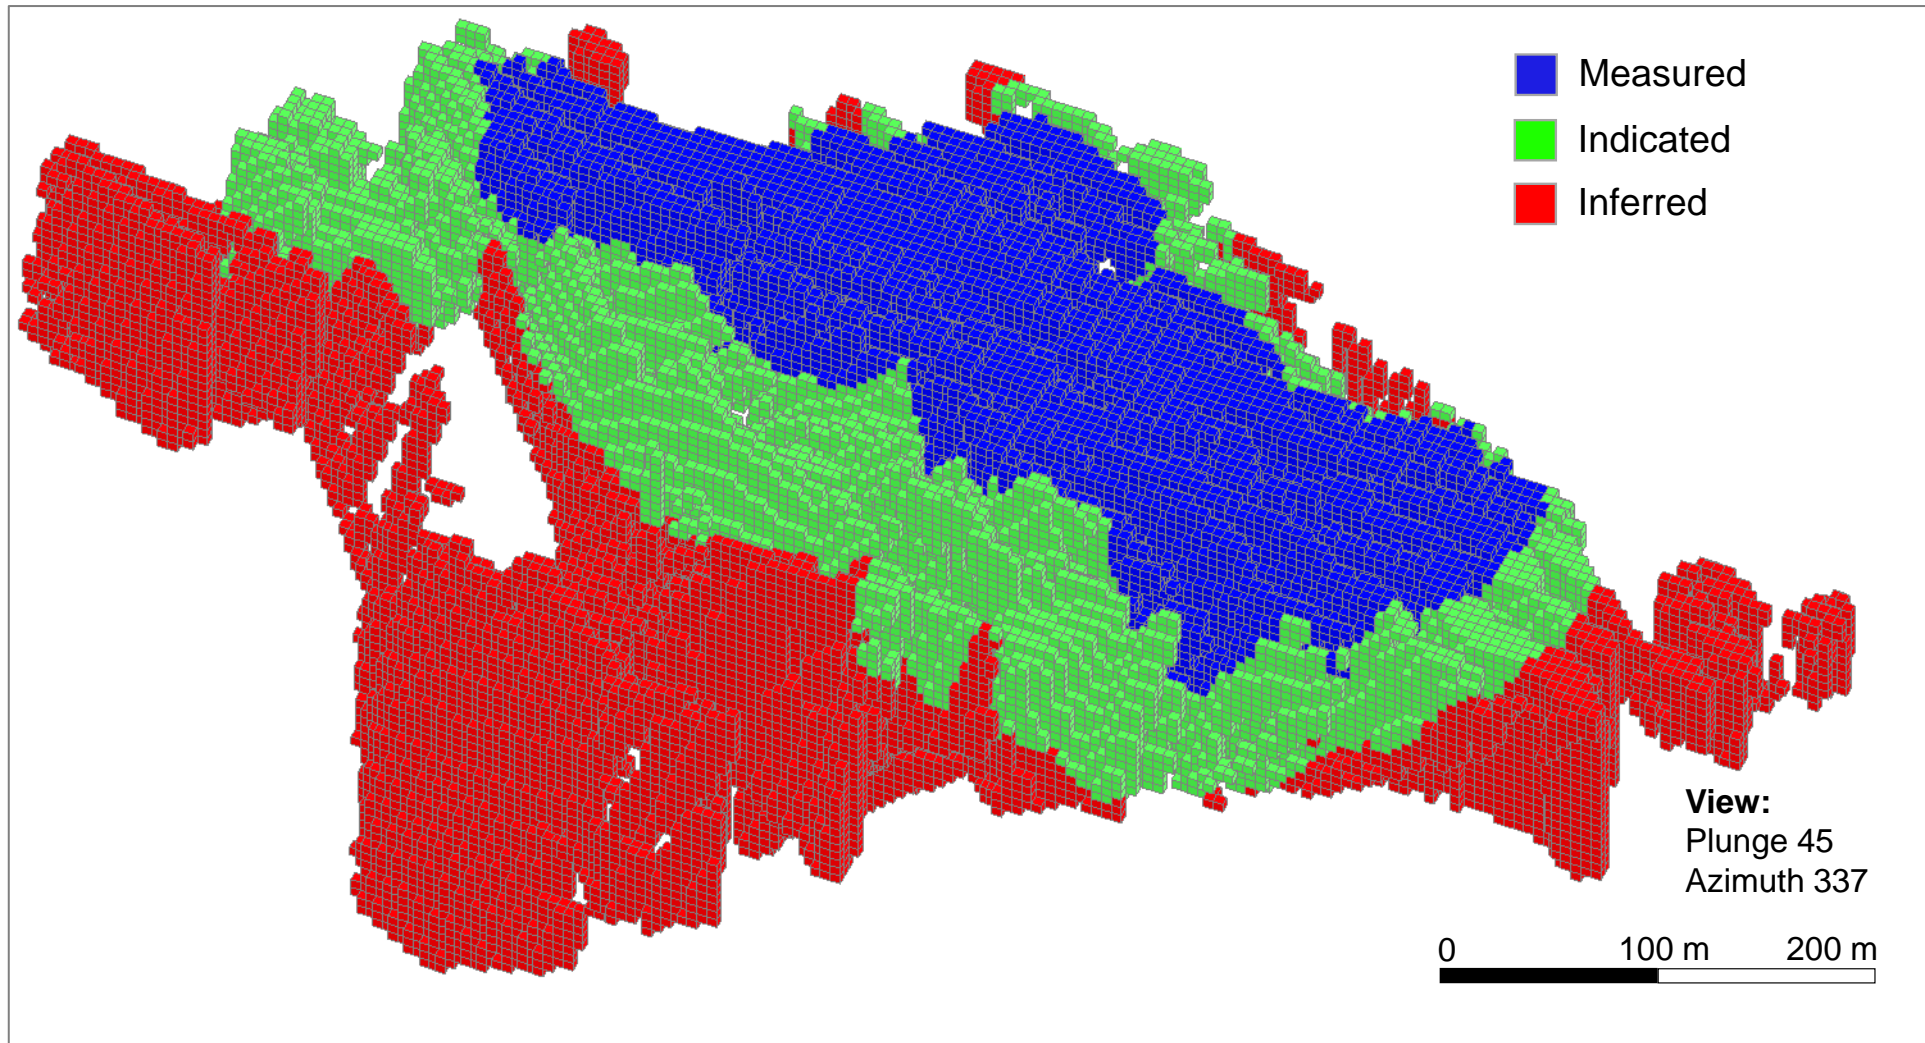 Measured
Indicated
Inferred
View:
Plunge 45
Azimuth 337
0 100 m 200 m